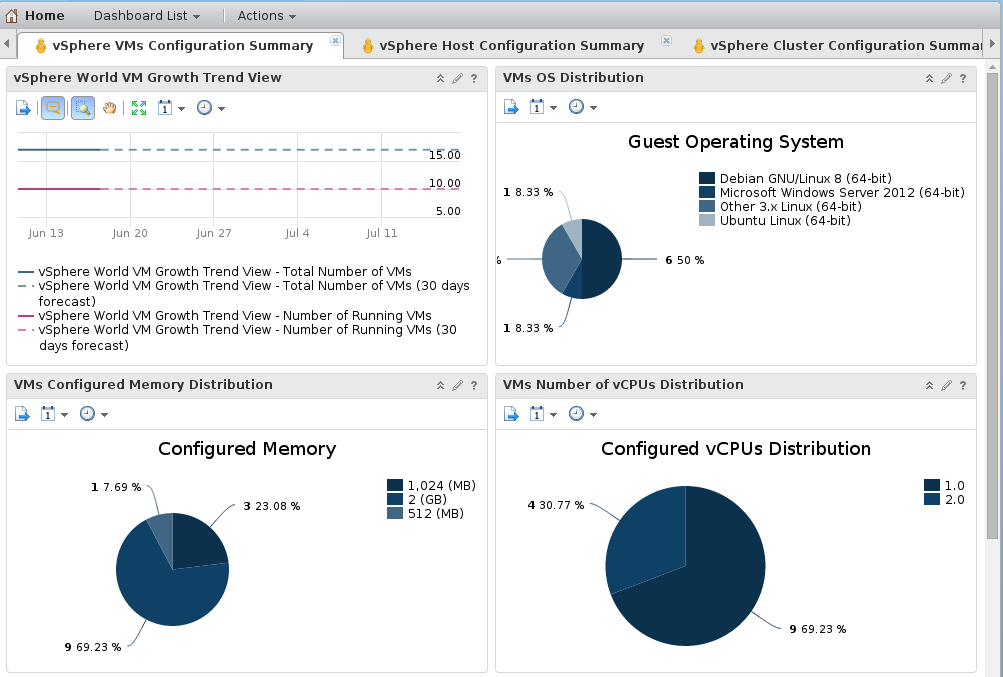 Home Dashboard List Actions
vSphere VMs Configuration Summary vSphere Host Configuration Summary vSphere Cluster Configuration Summa
vSphere World VM Growth Trend View ?
1
15.00
10.00
5.00
Jun 13 Jun 20 Jun 27 Jul 4 Jul 11
vSphere World VM Growth Trend View - Total Number of VMs
vSphere World VM Growth Trend View - Total Number of VMs (30 days
forecast)
vSphere World VM Growth Trend View - Number of Running VMs
vSphere World VM Growth Trend View - Number of Running VMs (30
days forecast)
VMs OS Distribution ?
1
Guest Operating System
Debian GNU/Linux 8 (64-bit)
Microsoft Windows Server 2012 (64-bit)
Other 3.x Linux (64-bit)
Ubuntu Linux (64-bit)
1 8.33 %
%
6 50 %
1 8.33 %
VMs Configured Memory Distribution ?
1
Configured Memory
1 7.69 %
3 23.08 %
1,024 (MB)
2 (GB)
512 (MB)
9 69.23 %
VMs Number of vCPUs Distribution ?
1
Configured vCPUs Distribution
1.0
2.0
4 30.77 %
9 69.23 %